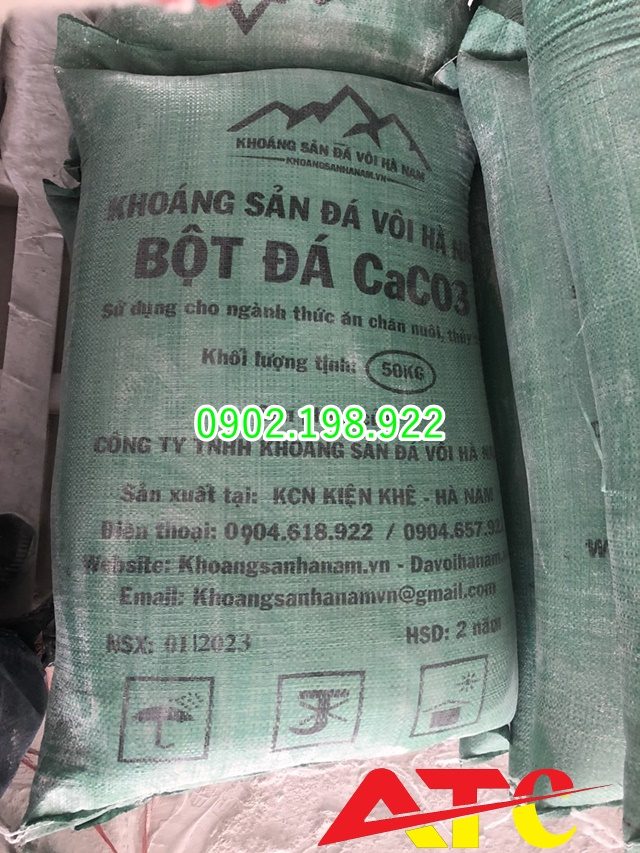 KHOÁNG SẢN ĐÁ VÔI HÀ NAM
KHOANGSANHANAM.VN
KHOÁNG SẢN ĐÁ VÔI HÀ
BỘT ĐÁ CaCO3
Sử dụng cho ngành thức ăn chăn nuôi, thủy
Khối lượng tịnh: 50KG
0902.198.922
CÔNG TY TNHH KHOÁNG SẢN ĐÁ VÔI HÀ
Sản xuất tại: KCN KIỆN KHÊ - HÀ NAM
Điện thoại: 0904.618.922 / 0904.657.92
Website: Khoangsanhanam.vn - Davoihanam.
Email: Khoangsanhanamvn@gmail.com
NSX: 01/2023
HSD: 2 năm
ATC